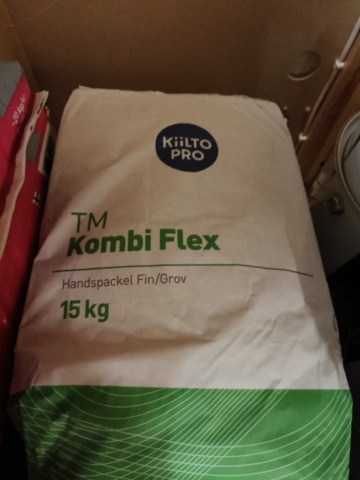 KiiLTO
PRO
TM
Kombi Flex
Handspackel Fin/Grov
15 kg